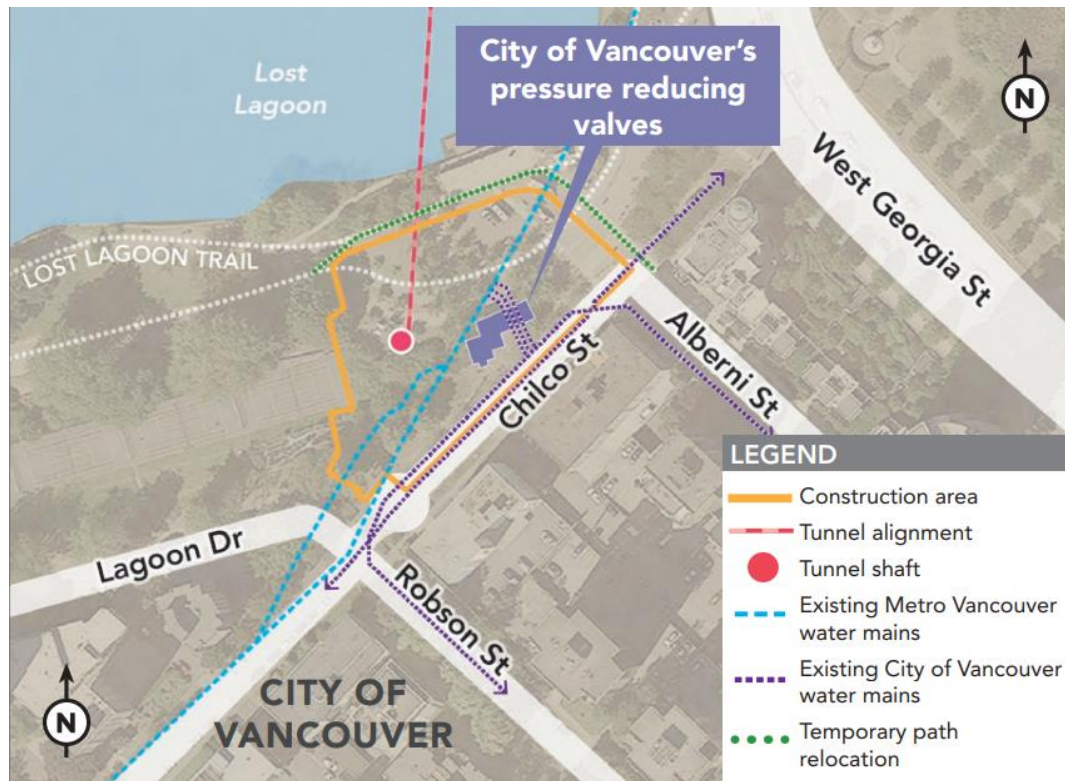 City of Vancouver's
pressure reducing
valves
Lost
Lagoon
N
West Georgia St
LOST LAGOON TRAIL
Alberni St
Chilco St
Lagoon Dr
Robson St
CITY OF
VANCOUVER
N
LEGEND
Construction area
Tunnel alignment
Tunnel shaft
Existing Metro Vancouver
water mains
Existing City of Vancouver
water mains
Temporary path
relocation